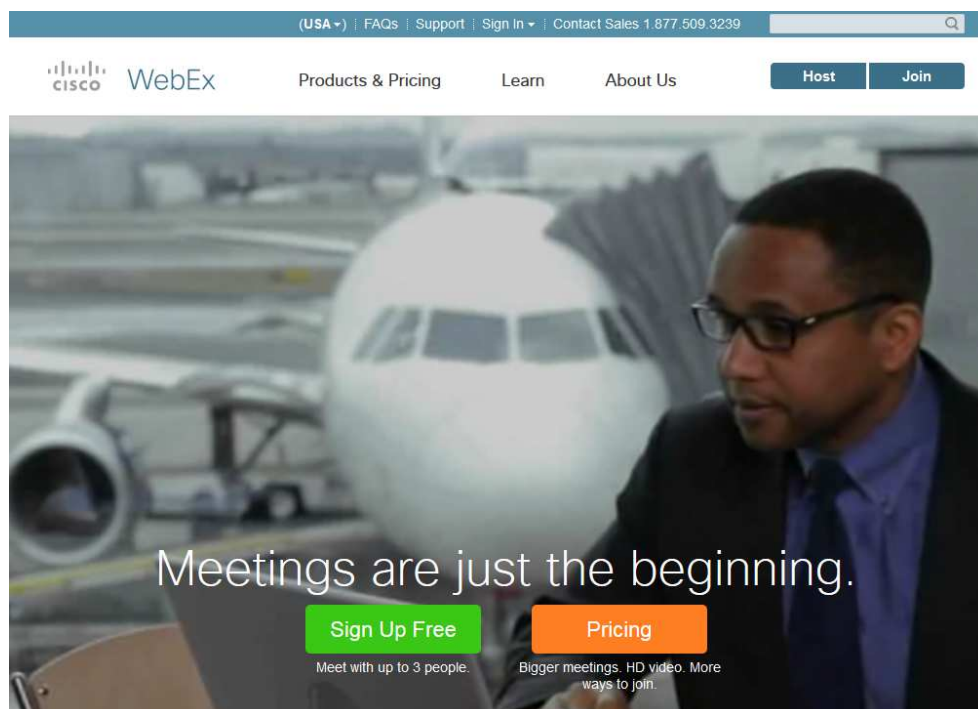 (USA ▾) | FAQs | Support | Sign In ▾ | Contact Sales 1.877.509.3239
CISCO WebEx
Products & Pricing Learn About Us
Host Join
Meetings are just the beginning.
Sign Up Free Pricing
Meet with up to 3 people.
Bigger meetings. HD video. More
ways to join.